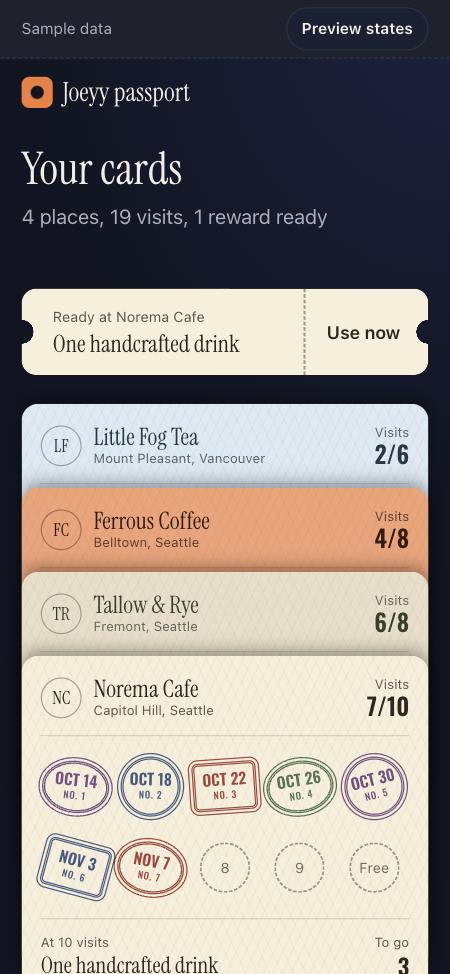 Sample data
Preview states
Joeyy passport
Your cards
4 places, 19 visits, 1 reward ready
Ready at Norema Cafe
One handcrafted drink
Use now
LF
Little Fog Tea
Mount Pleasant, Vancouver
Visits
2/6
FC
Ferrous Coffee
Belltown, Seattle
Visits
4/8
TR
Tallow & Rye
Fremont, Seattle
Visits
6/8
NC
Norema Cafe
Capitol Hill, Seattle
Visits
7/10
OCT 14
NO. 1
OCT 18
NO. 2
OCT 22
NO. 3
OCT 26
NO. 4
OCT 30
NO. 5
NOV 3
NO. 6
NOV 7
NO. 7
8
9
Free
At 10 visits
One handcrafted drink
To go
3